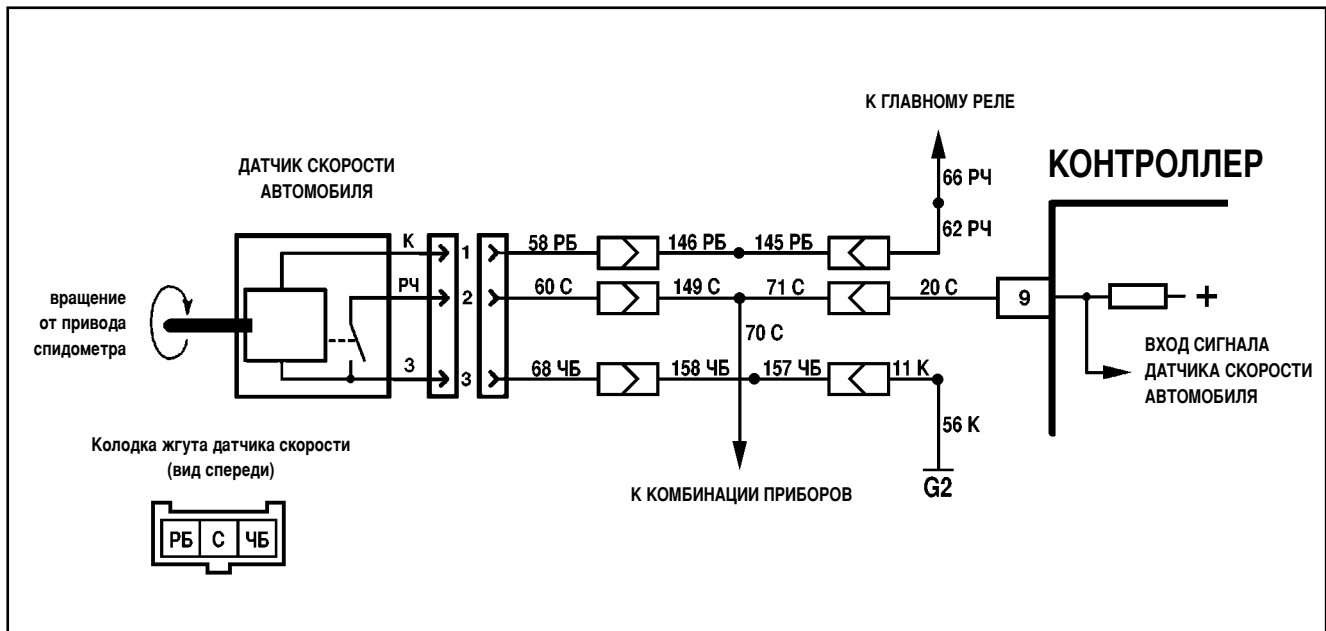 К ГЛАВНОМУ РЕЛЕ
КОНТРОЛЛЕР
ДАТЧИК СКОРОСТИ
АВТОМОБИЛЯ
66 РЧ
62 РЧ
К
1
58 РБ
146 РБ
145 РБ
РЧ
2
60 С
149 С
71 С
20 С
9
+
вращение
от привода
спидометра
70 С
ВХОД СИГНАЛА
ДАТЧИКА СКОРОСТИ
АВТОМОБИЛЯ
З
3
68 ЧБ
158 ЧБ
157 ЧБ
11 К
56 К
G2
Колодка жгута датчика скорости
(вид спереди)
К КОМБИНАЦИИ ПРИБОРОВ
РБ
С
ЧБ